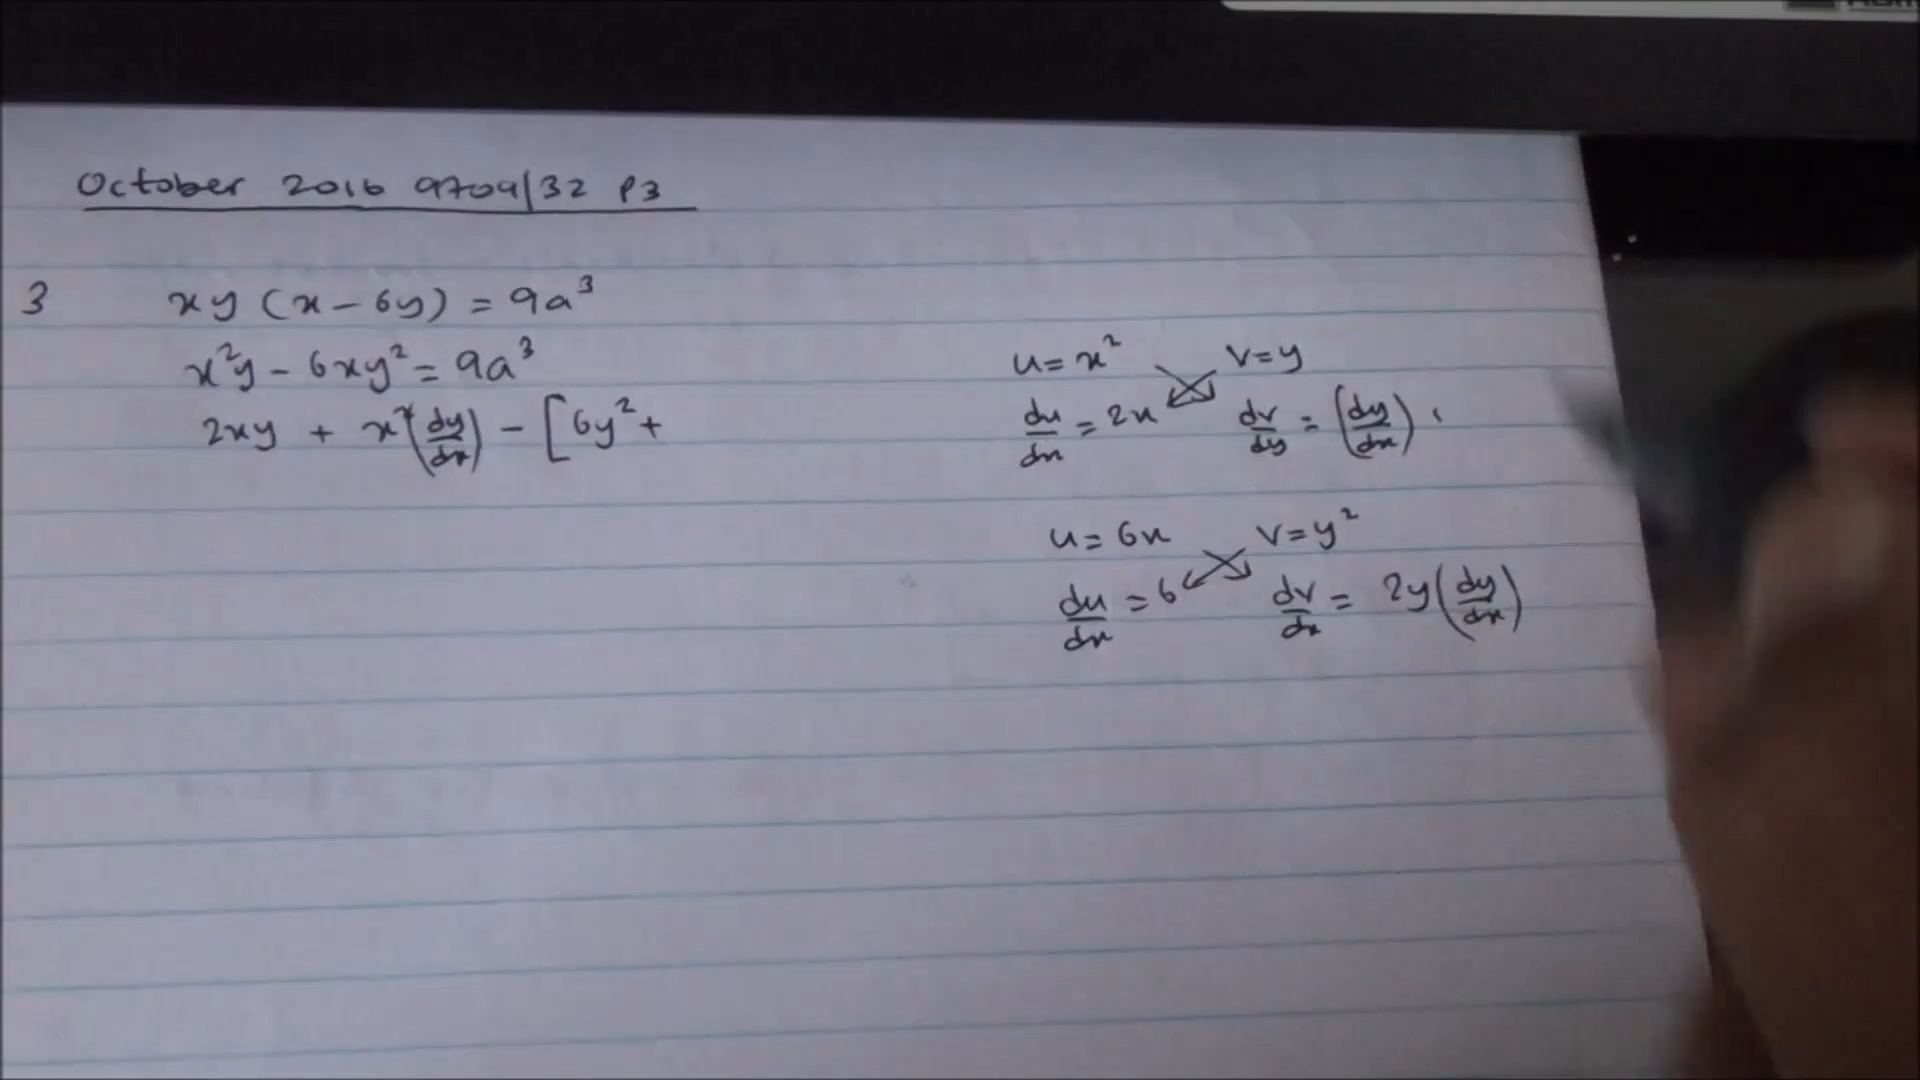 October 2016 9709/32 P3
3 xy (x - 6y) = 9a³
x²y - 6xy² = 9a³
2xy + x²(dy/dx) - [6y² +
u = x² v = y
du/dx = 2x dv/dy = (dy/dx).
u = 6x v = y²
du/dx = 6 dv/dx = 2y(dy/dx)